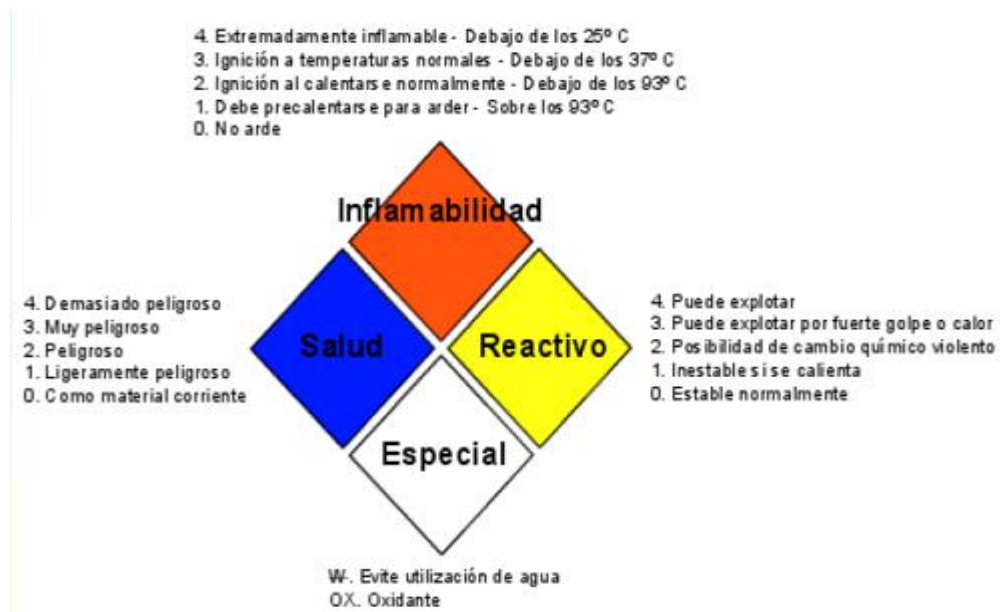 4. Extremadamente inflamable - Debajo de los 25º C
3. Ignición a temperaturas normales - Debajo de los 37º C
2. Ignición al calentarse normalmente - Debajo de los 93º C
1. Debe precalentarse para arder - Sobre los 93º C
0. No arde
Inflamabilidad
4. Demasiado peligroso
3. Muy peligroso
2. Peligroso
1. Ligeramente peligroso
0. Como material corriente
Salud
Reactivo
4. Puede explotar
3. Puede explotar por fuerte golpe o calor
2. Posibilidad de cambio químico violento
1. Inestable si se calienta
0. Estable normalmente
Especial
W-. Evite utilización de agua
OX. Oxidante